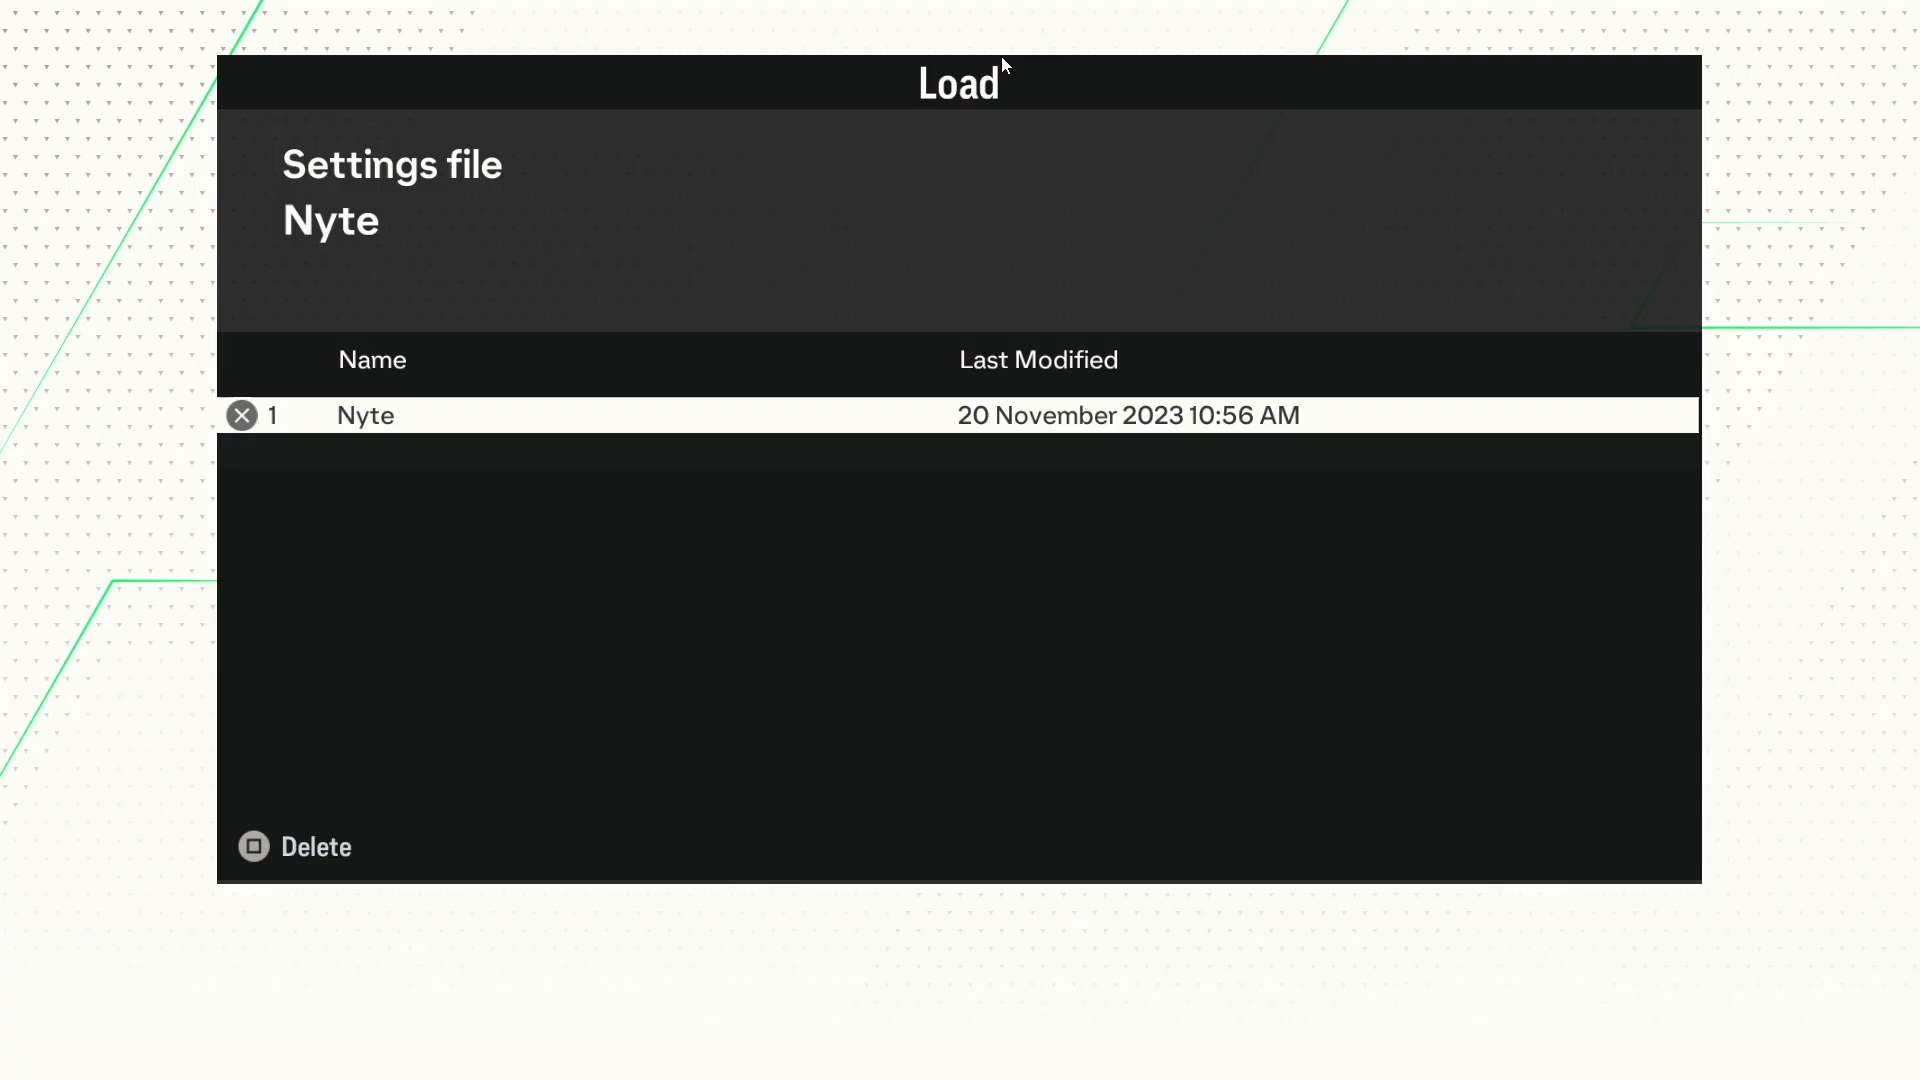 Load
Settings file
Nyte
Name Last Modified
1 Nyte 20 November 2023 10:56 AM
Delete